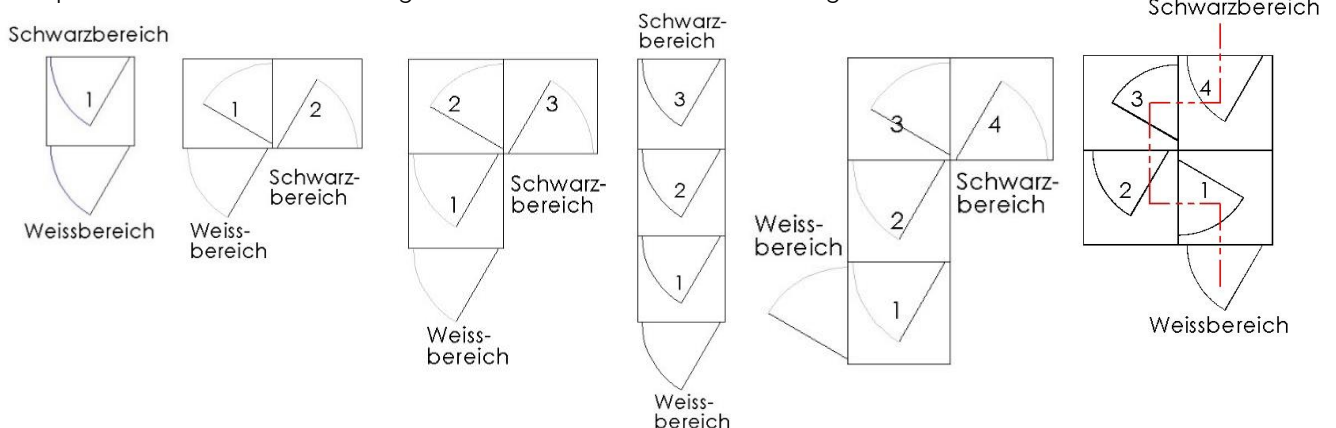 Schwarzbereich
1
Weissbereich
1
2
Schwarz-
bereich
Weiss-
bereich
2
3
1
Schwarz-
bereich
Weiss-
bereich
Schwarz-
bereich
3
2
1
Weiss-
bereich
3
4
Schwarz-
bereich
2
Weiss-
bereich
1
Schwarzbereich
4
3
2
1
Weissbereich